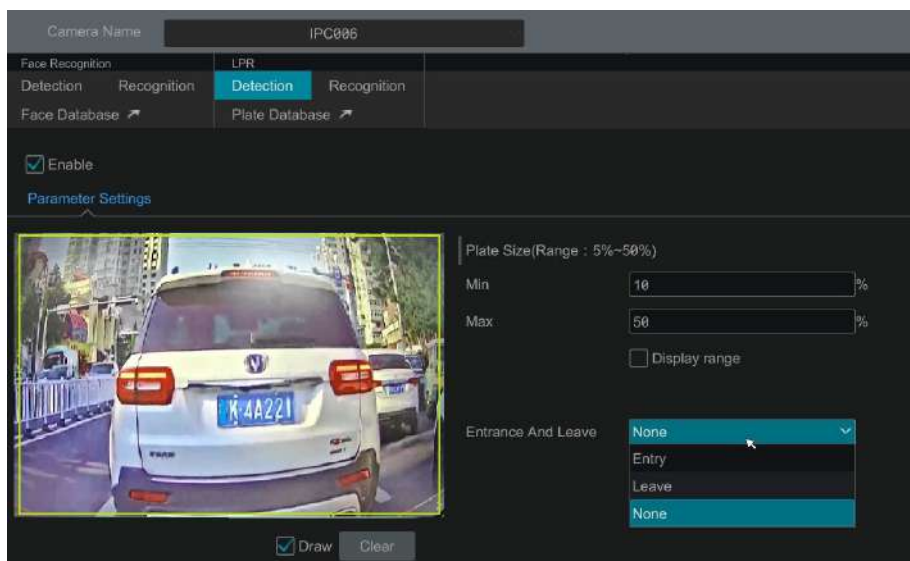 Camera Name IPC006
Face Recognition LPR
Detection Recognition Detection Recognition
Face Database Plate Database
Enable
Parameter Settings
Plate Size(Range : 5%~50%)
Min 10 %
Max 50 %
Display range
Entrance And Leave None
Entry
Leave
None
4A221
Draw Clear